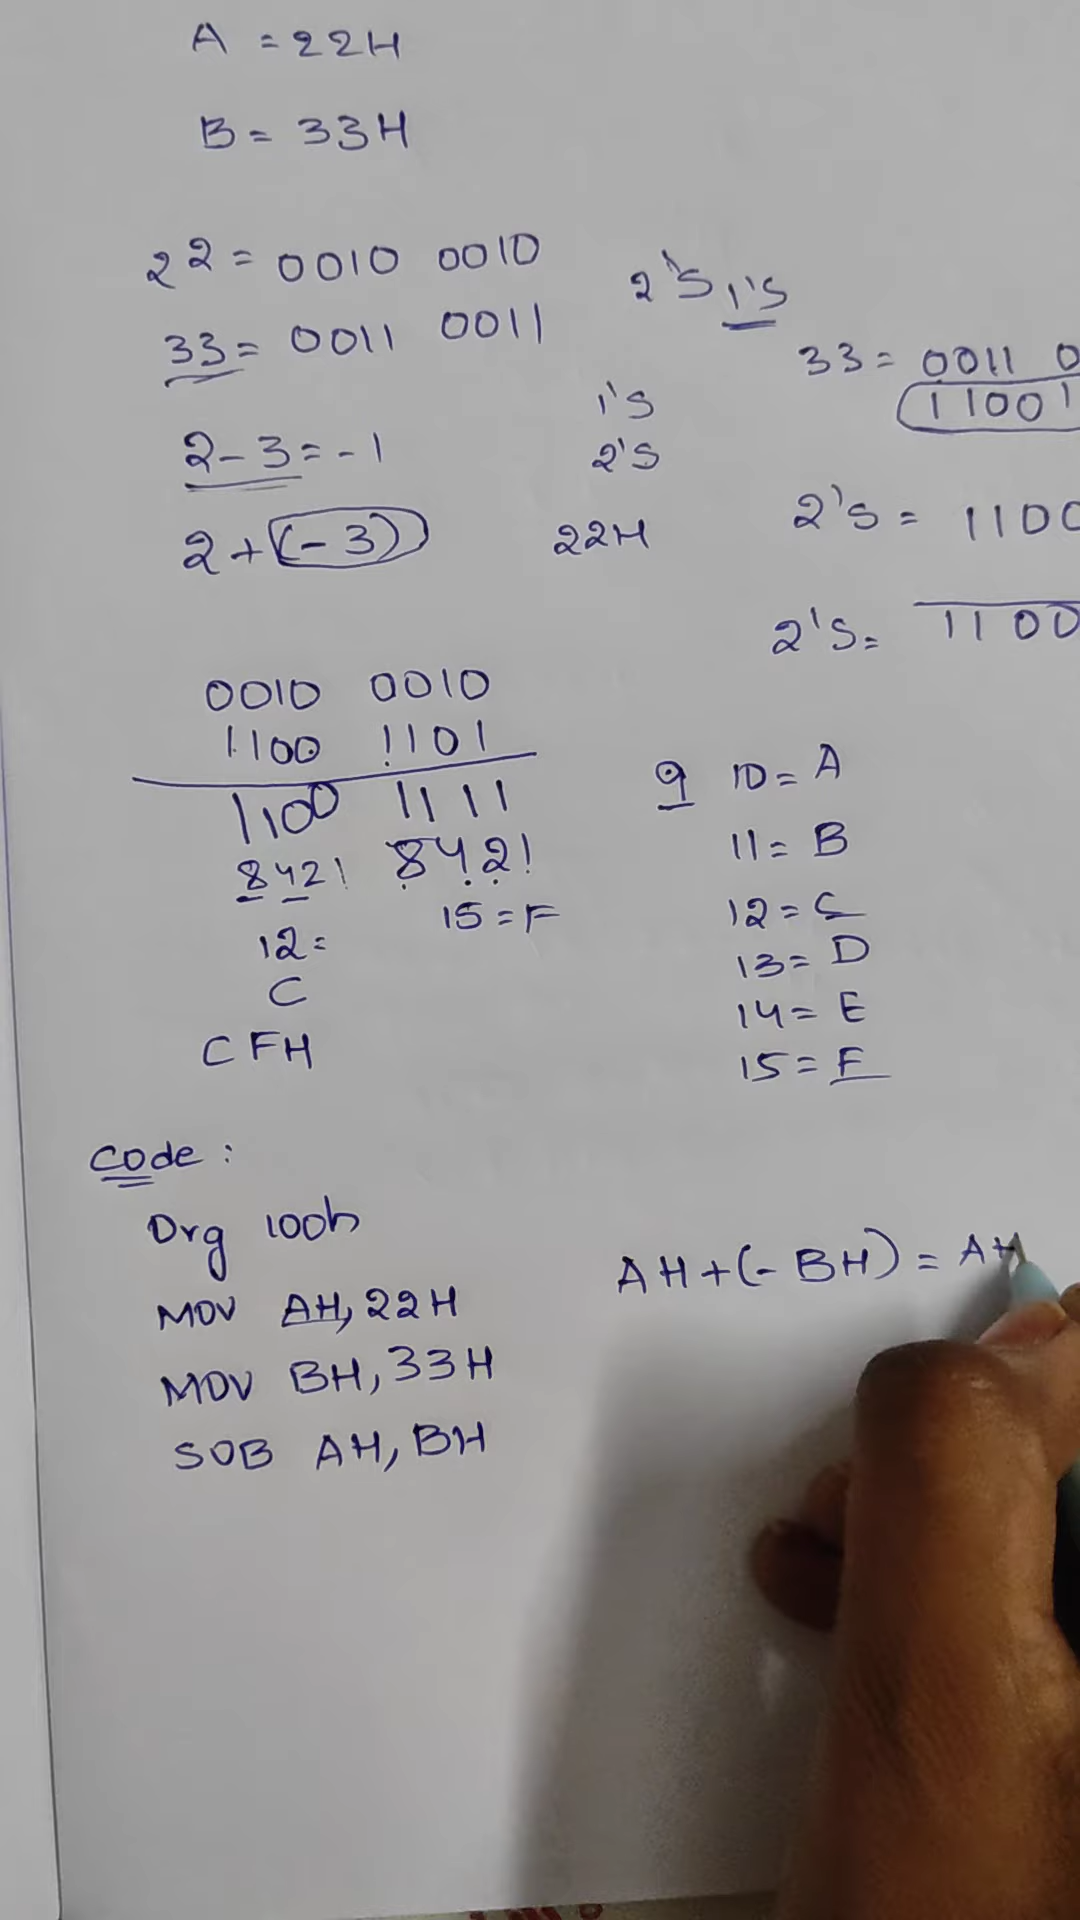 A = 22H
B = 33H
22 = 0010 0010
33 = 0011 0011
2's 1's
33 = 0011 0
11001
1's
2's
2 - 3 = - 1
2 + (- 3)
22H
2's = 1100
2's = 1100
0010 0010
1100 1101
1100 1111
8421 8421
15 = F
12 =
C
CFH
9 10 = A
11 = B
12 = C
13 = D
14 = E
15 = F
Code :
Org 100h
MOV AH, 22H
MOV BH, 33H
SUB AH, BH
AH + (- BH) = AH